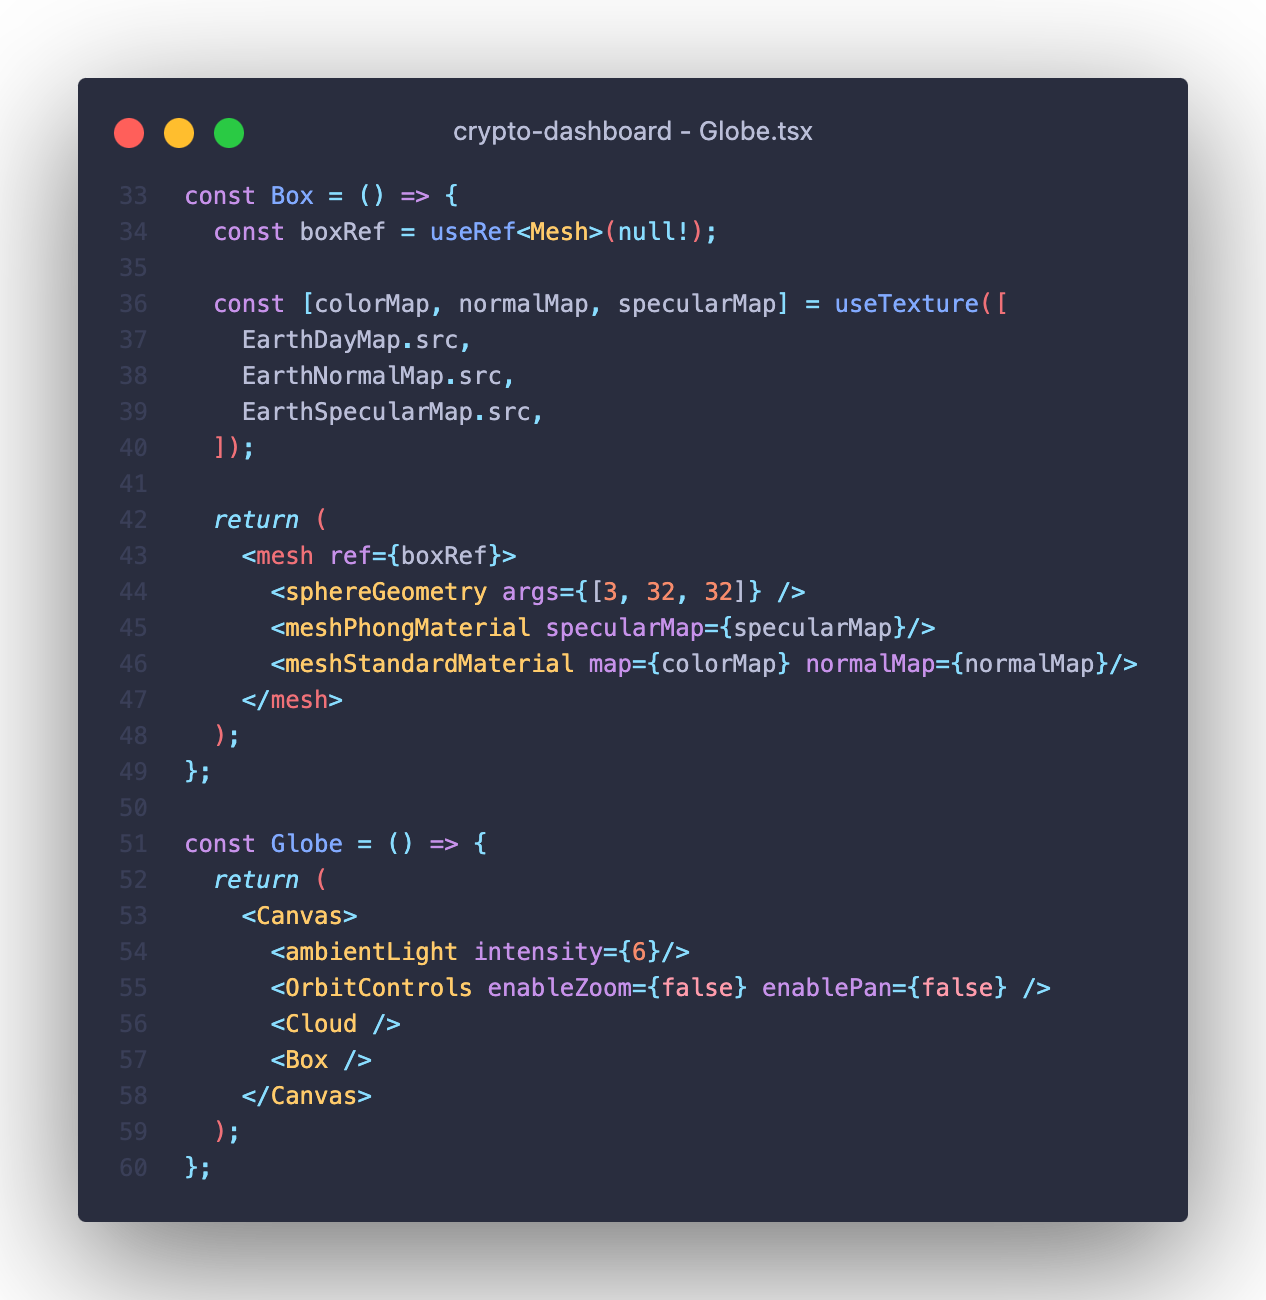 crypto-dashboard - Globe.tsx
33 const Box = () => {
34   const boxRef = useRef<Mesh>(null!);
35
36   const [colorMap, normalMap, specularMap] = useTexture([
37     EarthDayMap.src,
38     EarthNormalMap.src,
39     EarthSpecularMap.src,
40   ]);
41
42   return (
43     <mesh ref={boxRef}>
44       <sphereGeometry args={[3, 32, 32]} />
45       <meshPhongMaterial specularMap={specularMap}/>
46       <meshStandardMaterial map={colorMap} normalMap={normalMap}/>
47     </mesh>
48   );
49 };
50
51 const Globe = () => {
52   return (
53     <Canvas>
54       <ambientLight intensity={6}/>
55       <OrbitControls enableZoom={false} enablePan={false} />
56       <Cloud />
57       <Box />
58     </Canvas>
59   );
60 };